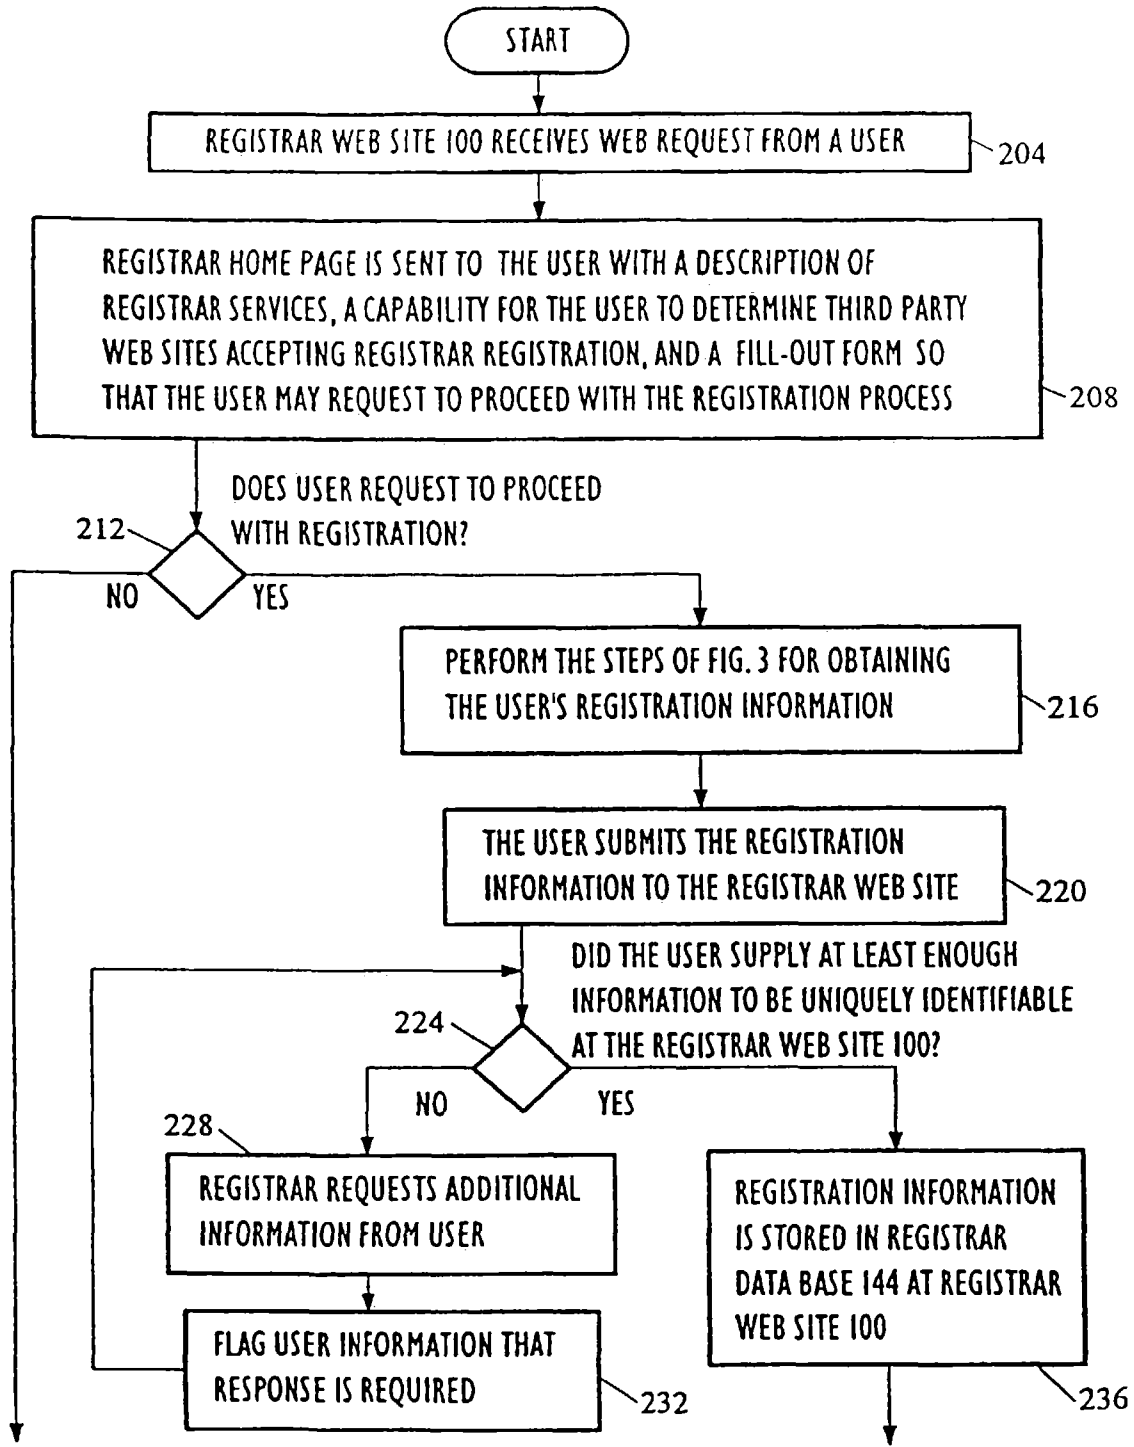 START
REGISTRAR WEB SITE 100 RECEIVES WEB REQUEST FROM A USER
204
REGISTRAR HOME PAGE IS SENT TO THE USER WITH A DESCRIPTION OF
REGISTRAR SERVICES, A CAPABILITY FOR THE USER TO DETERMINE THIRD PARTY
WEB SITES ACCEPTING REGISTRAR REGISTRATION, AND A FILL-OUT FORM SO
THAT THE USER MAY REQUEST TO PROCEED WITH THE REGISTRATION PROCESS
208
DOES USER REQUEST TO PROCEED
WITH REGISTRATION?
212
NO
YES
PERFORM THE STEPS OF FIG. 3 FOR OBTAINING
THE USER'S REGISTRATION INFORMATION
216
THE USER SUBMITS THE REGISTRATION
INFORMATION TO THE REGISTRAR WEB SITE
220
DID THE USER SUPPLY AT LEAST ENOUGH
INFORMATION TO BE UNIQUELY IDENTIFIABLE
AT THE REGISTRAR WEB SITE 100?
224
NO
YES
228
REGISTRAR REQUESTS ADDITIONAL
INFORMATION FROM USER
REGISTRATION INFORMATION
IS STORED IN REGISTRAR
DATA BASE 144 AT REGISTRAR
WEB SITE 100
236
FLAG USER INFORMATION THAT
RESPONSE IS REQUIRED
232